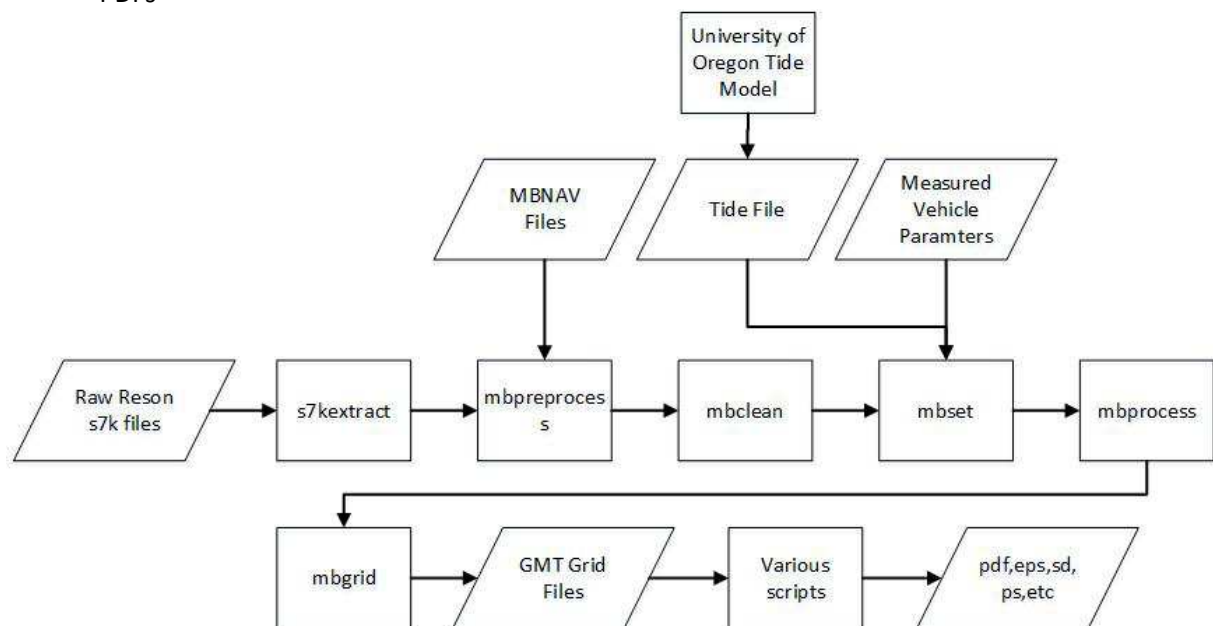 University of
Oregon Tide
Model
MBNAV
Files
Tide File
Measured
Vehicle
Paramters
Raw Reson
s7k files
s7kextract
mbpreproces
s
mbclean
mbset
mbprocess
mbgrid
GMT Grid
Files
Various
scripts
pdf,eps,sd,
ps,etc